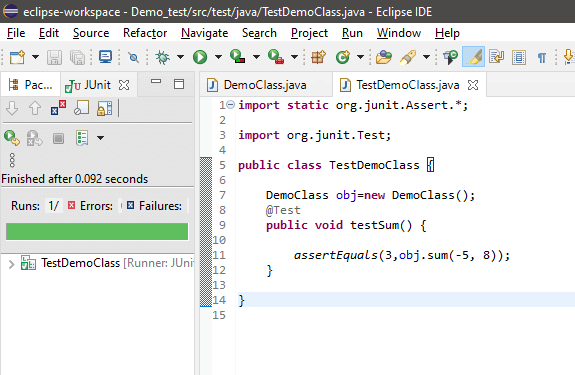 eclipse-workspace - Demo_test/src/test/java/TestDemoClass.java - Eclipse IDE
File Edit Source Refactor Navigate Search Project Run Window Help
Pac... JUnit
DemoClass.java TestDemoClass.java
Finished after 0.092 seconds
Runs: 1/ Errors: Failures:
TestDemoClass [Runner: JUni
1 import static org.junit.Assert.*;
2
3 import org.junit.Test;
4
5 public class TestDemoClass {
6
7 DemoClass obj=new DemoClass();
8 @Test
9 public void testSum() {
10
11 assertEquals(3,obj.sum(-5, 8));
12 }
13
14 }
15